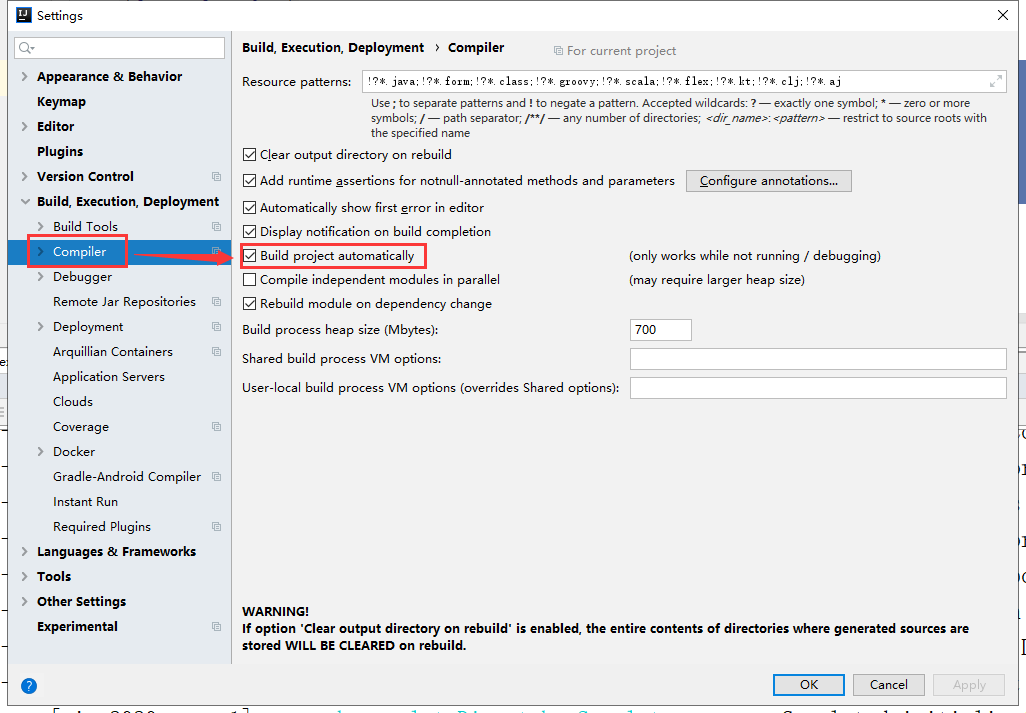 Settings
Build, Execution, Deployment › Compiler
For current project
Appearance & Behavior
Keymap
Editor
Plugins
Version Control
Build, Execution, Deployment
Build Tools
Compiler
Debugger
Remote Jar Repositories
Deployment
Arquillian Containers
Application Servers
Clouds
Coverage
Docker
Gradle-Android Compiler
Instant Run
Required Plugins
Languages & Frameworks
Tools
Other Settings
Experimental
Resource patterns: !?*.java;!?*.form;!?*.class;!?*.groovy;!?*.scala;!?*.flex;!?*.kt;!?*.clj;!?*.aj
Use ; to separate patterns and ! to negate a pattern. Accepted wildcards: ? — exactly one symbol; * — zero or more
symbols; / — path separator; /**/ — any number of directories; <dir_name>:<pattern> — restrict to source roots with
the specified name
Clear output directory on rebuild
Add runtime assertions for notnull-annotated methods and parameters Configure annotations...
Automatically show first error in editor
Display notification on build completion
Build project automatically (only works while not running / debugging)
Compile independent modules in parallel (may require larger heap size)
Rebuild module on dependency change
Build process heap size (Mbytes): 700
Shared build process VM options:
User-local build process VM options (overrides Shared options):
WARNING!
If option 'Clear output directory on rebuild' is enabled, the entire contents of directories where generated sources are
stored WILL BE CLEARED on rebuild.
? OK Cancel Apply